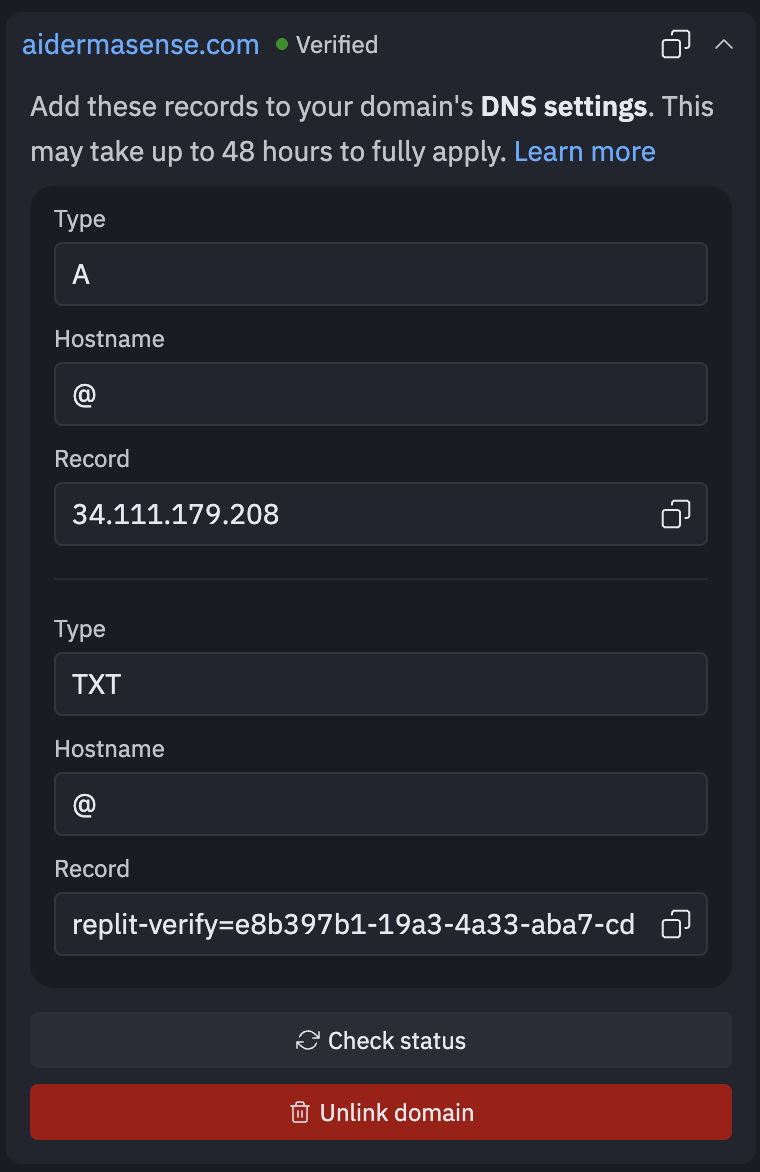 aidermasense.com Verified
Add these records to your domain's DNS settings. This
may take up to 48 hours to fully apply. Learn more
Type
A
Hostname
@
Record
34.111.179.208
Type
TXT
Hostname
@
Record
replit-verify=e8b397b1-19a3-4a33-aba7-cd
Check status
Unlink domain